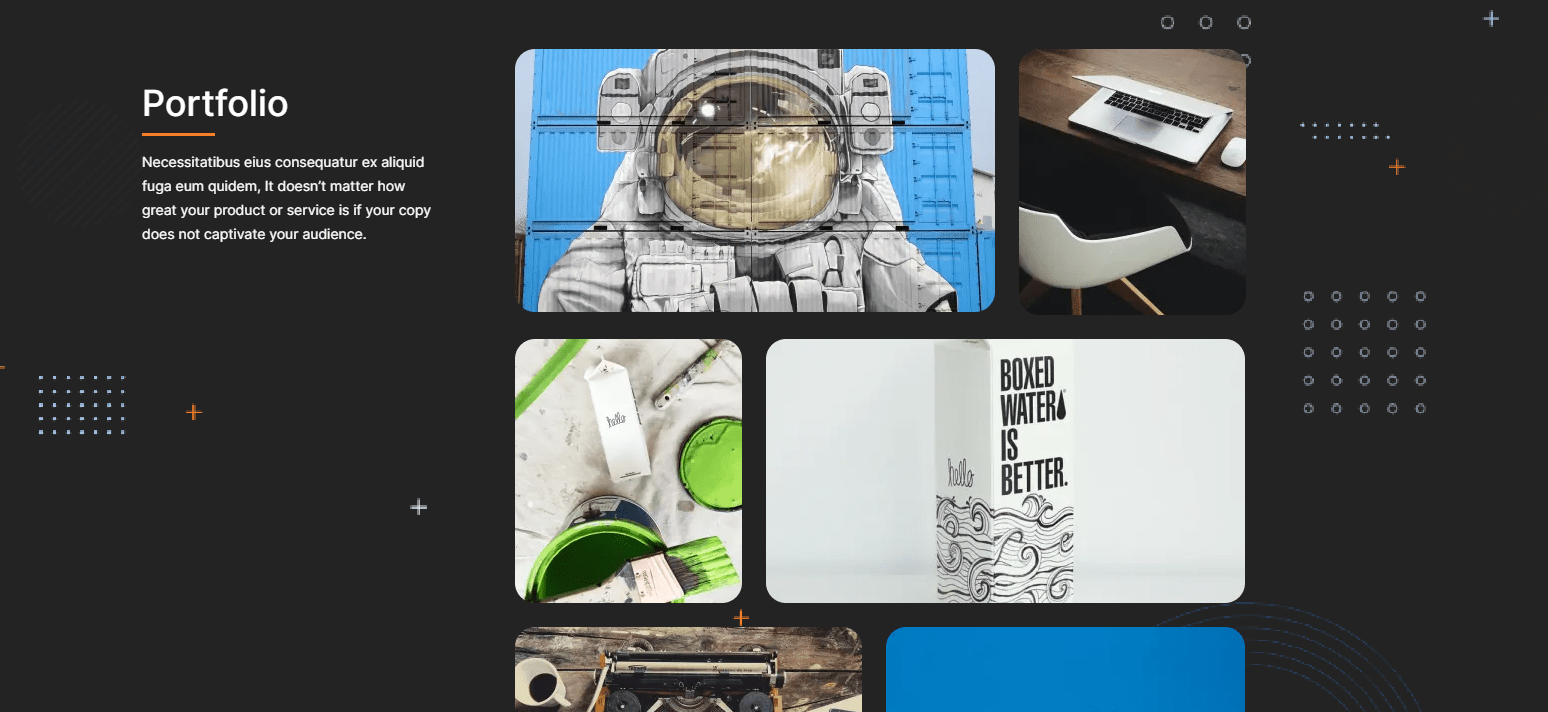 Portfolio
Necessitatibus eius consequatur ex aliquid
fuga eum quidem, It doesn't matter how
great your product or service is if your copy
does not captivate your audience.
hello
BOXED
WATER
IS
BETTER.
hello